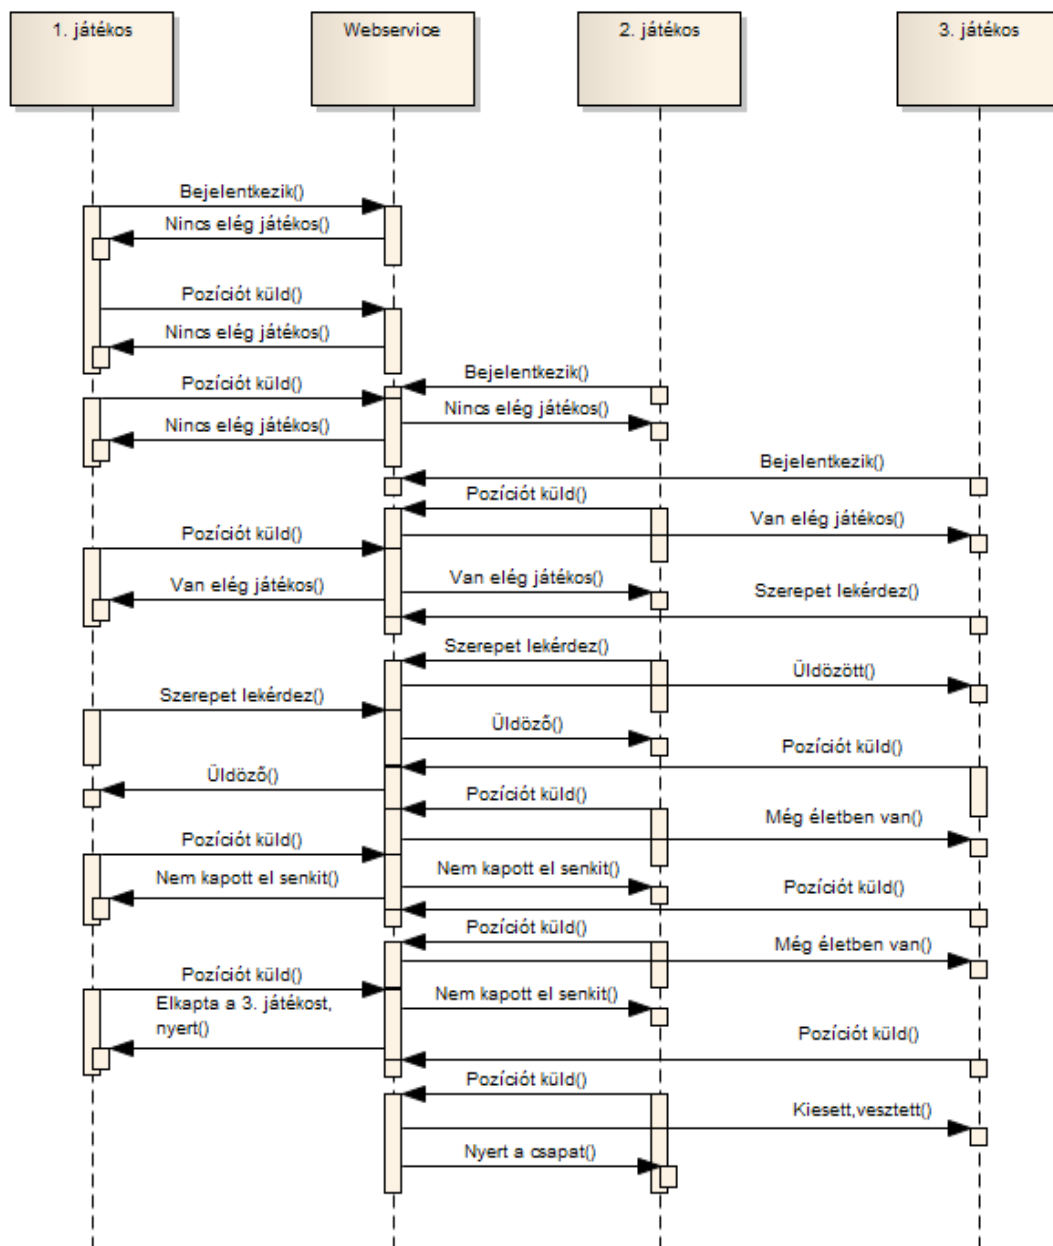 1. játékos
Webservice
2. játékos
3. játékos
Bejelentkezik()
Nincs elég játékos()
Pozíciót küld()
Nincs elég játékos()
Bejelentkezik()
Pozíciót küld()
Nincs elég játékos()
Nincs elég játékos()
Bejelentkezik()
Pozíciót küld()
Van elég játékos()
Pozíciót küld()
Van elég játékos()
Van elég játékos()
Szerepet lekérdez()
Szerepet lekérdez()
Üldözött()
Szerepet lekérdez()
Üldöző()
Pozíciót küld()
Üldöző()
Pozíciót küld()
Még életben van()
Pozíciót küld()
Nem kapott el senkit()
Nem kapott el senkit()
Pozíciót küld()
Pozíciót küld()
Még életben van()
Pozíciót küld()
Nem kapott el senkit()
Elkapta a 3. játékost,
nyert()
Pozíciót küld()
Pozíciót küld()
Kiesett,vesztett()
Nyert a csapat()